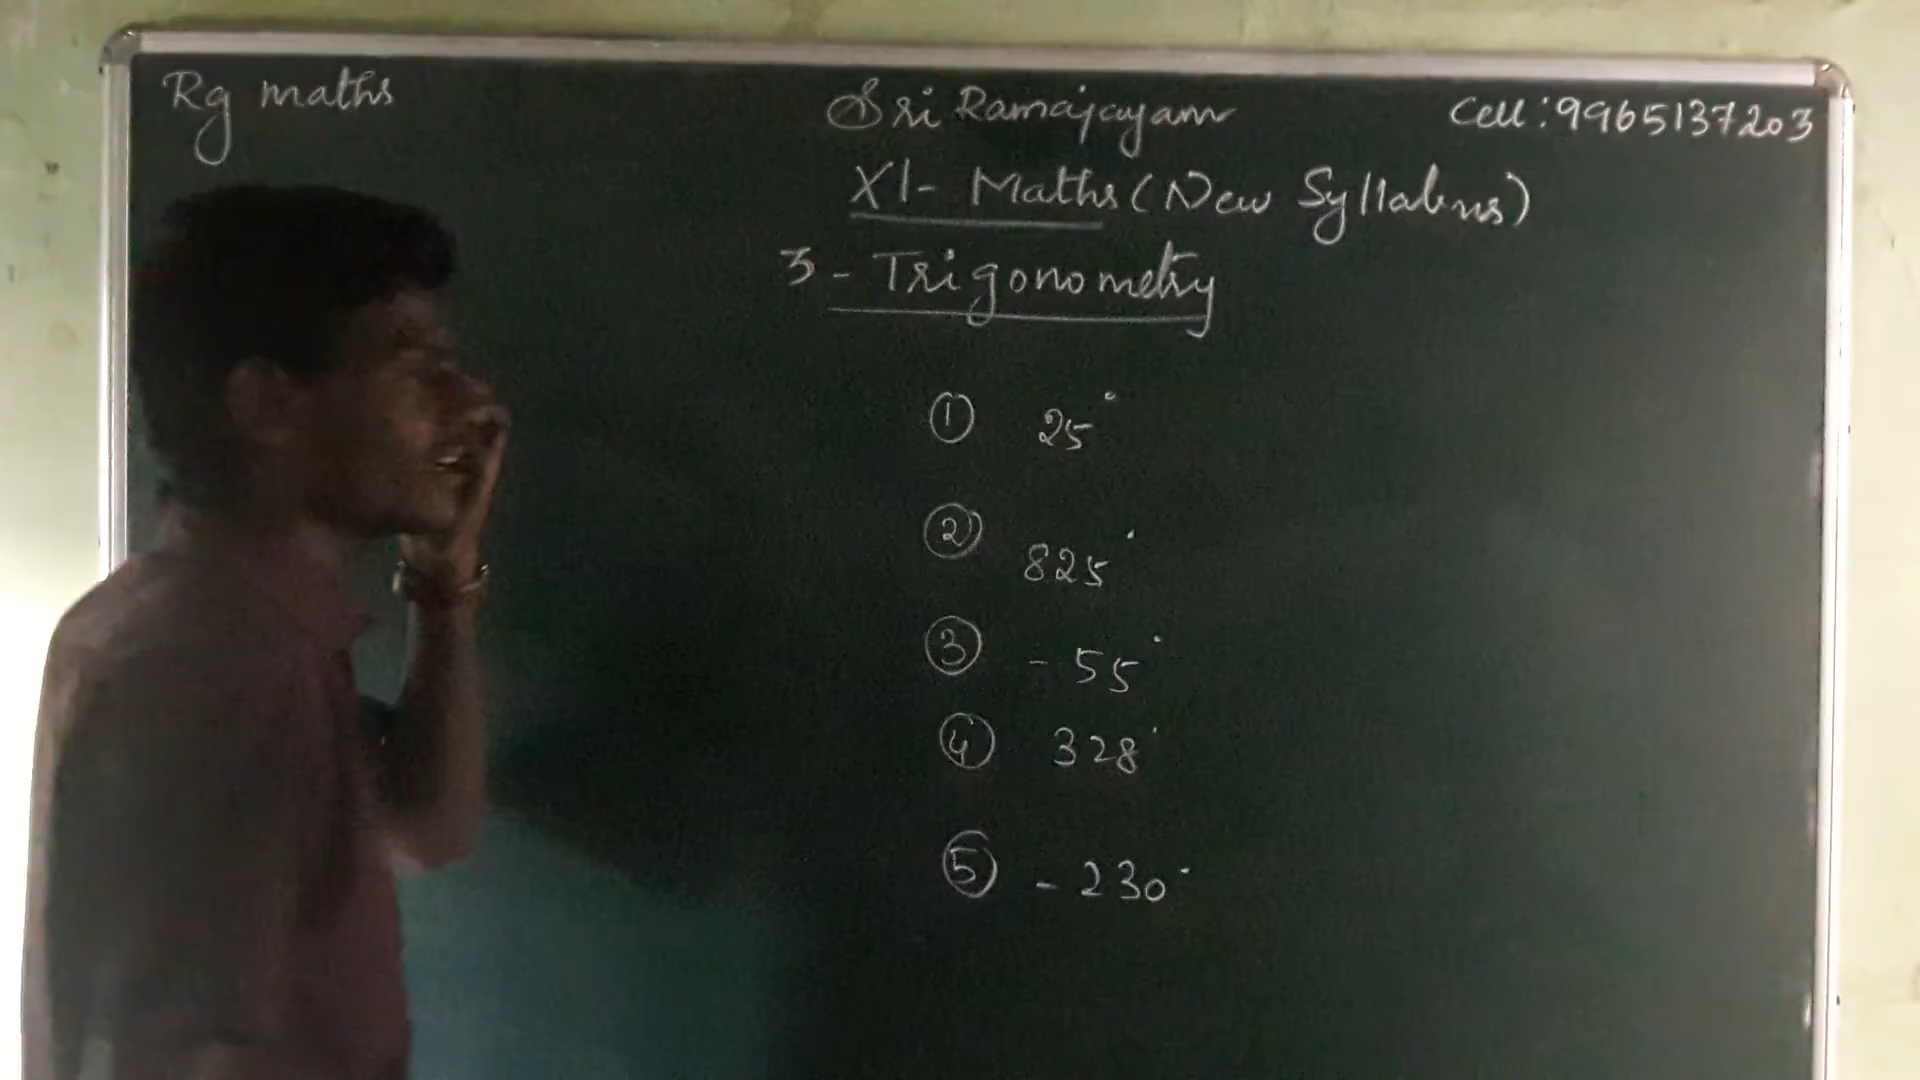 Rg maths
Sri Ramajayam
Cell : 9965137203
XI - Maths (New Syllabus)
3 - Trigonometry
① 25°
② 825°
③ - 55°
④ 328°
⑤ - 230°